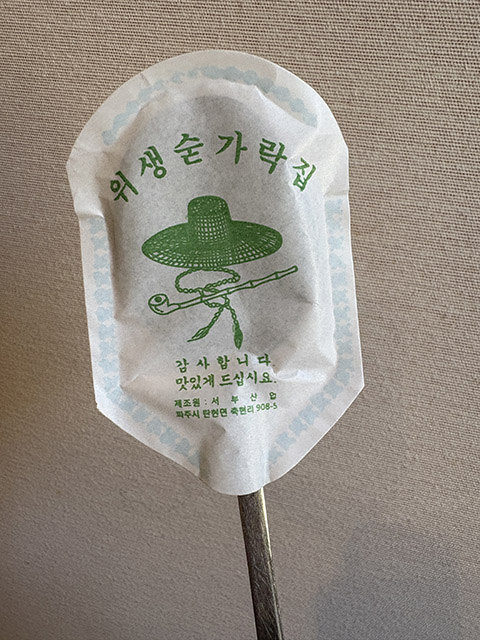 위생숟가락집
감사합니다.
맛있게 드십시요.
제조원 : 서 부 산 업
파주시 탄현면 축현리 908-5